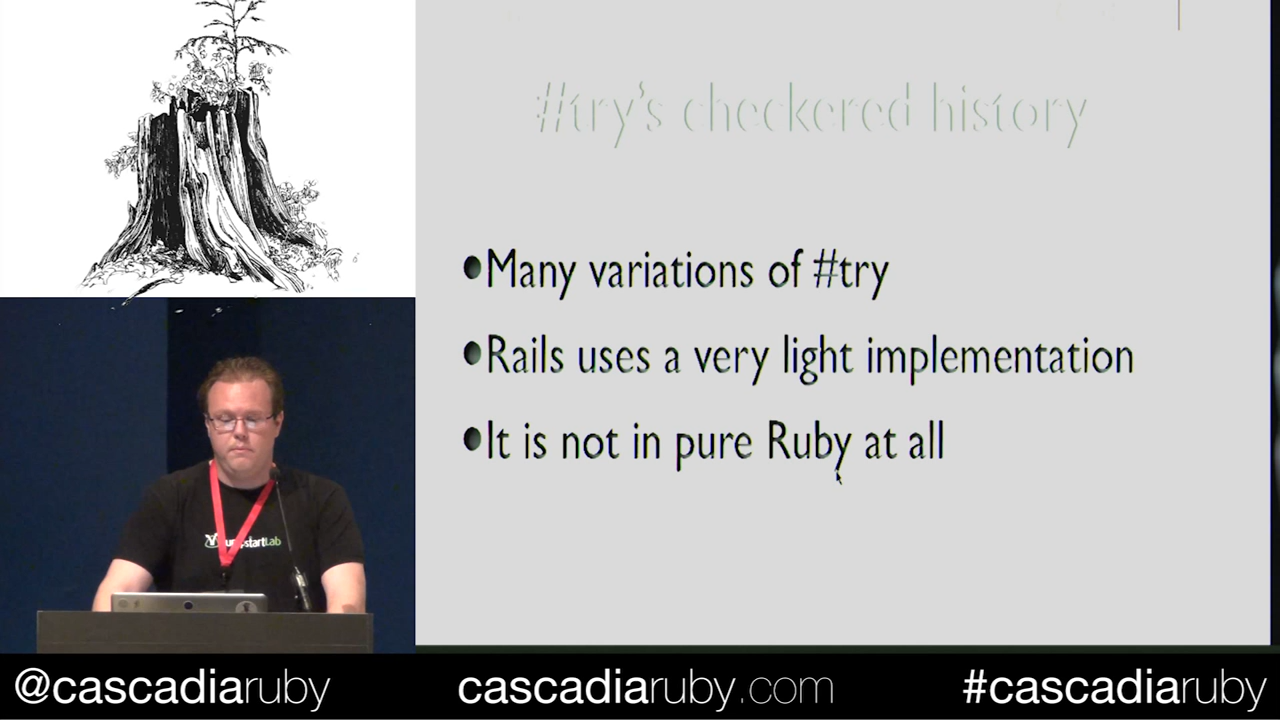 #try's checkered history
•Many variations of #try
•Rails uses a very light implementation
•It is not in pure Ruby at all
@cascadiaruby
cascadiaruby.com
#cascadiaruby